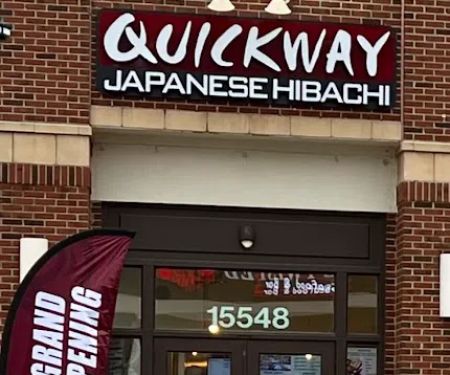 QUICKWAY
JAPANESE HIBACHI
15548
GRAND
OPENING